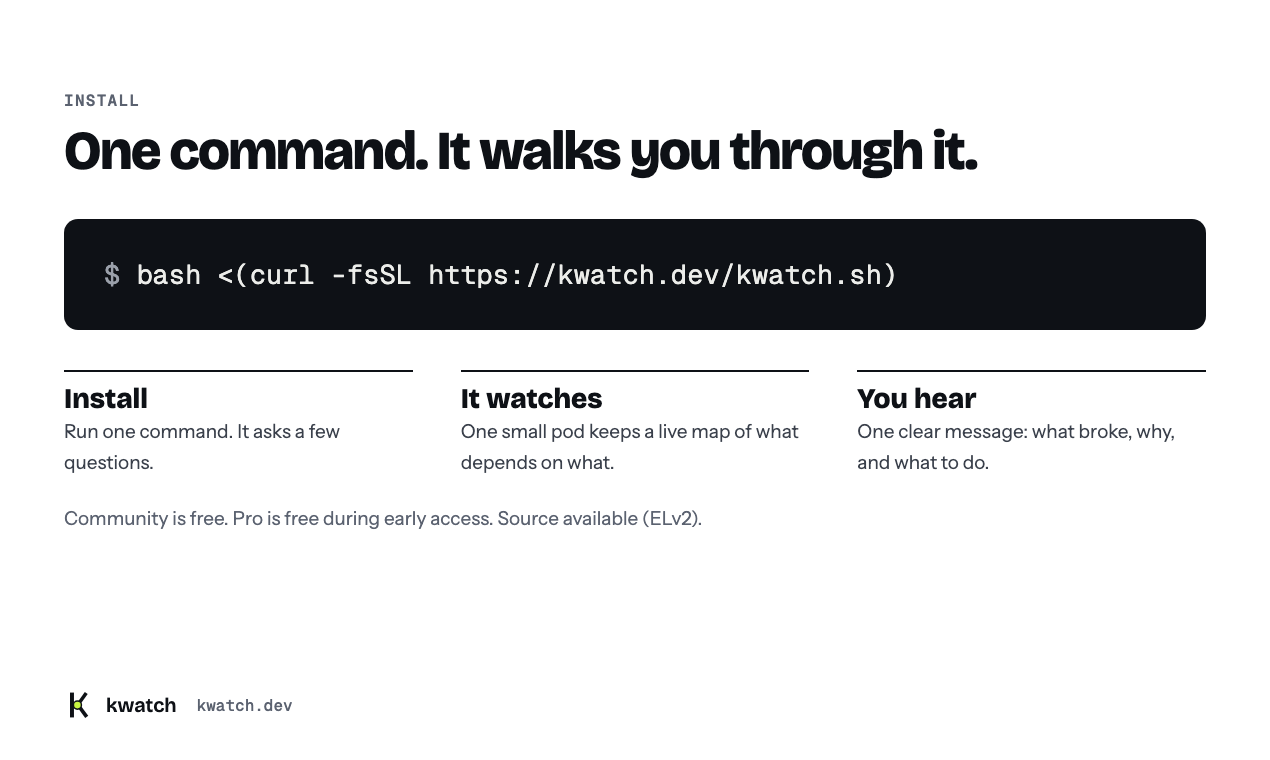 INSTALL
One command. It walks you through it.
$ bash <(curl -fsSL https://kwatch.dev/kwatch.sh)
Install
Run one command. It asks a few
questions.
It watches
One small pod keeps a live map of what
depends on what.
You hear
One clear message: what broke, why,
and what to do.
Community is free. Pro is free during early access. Source available (ELv2).
kwatch kwatch.dev